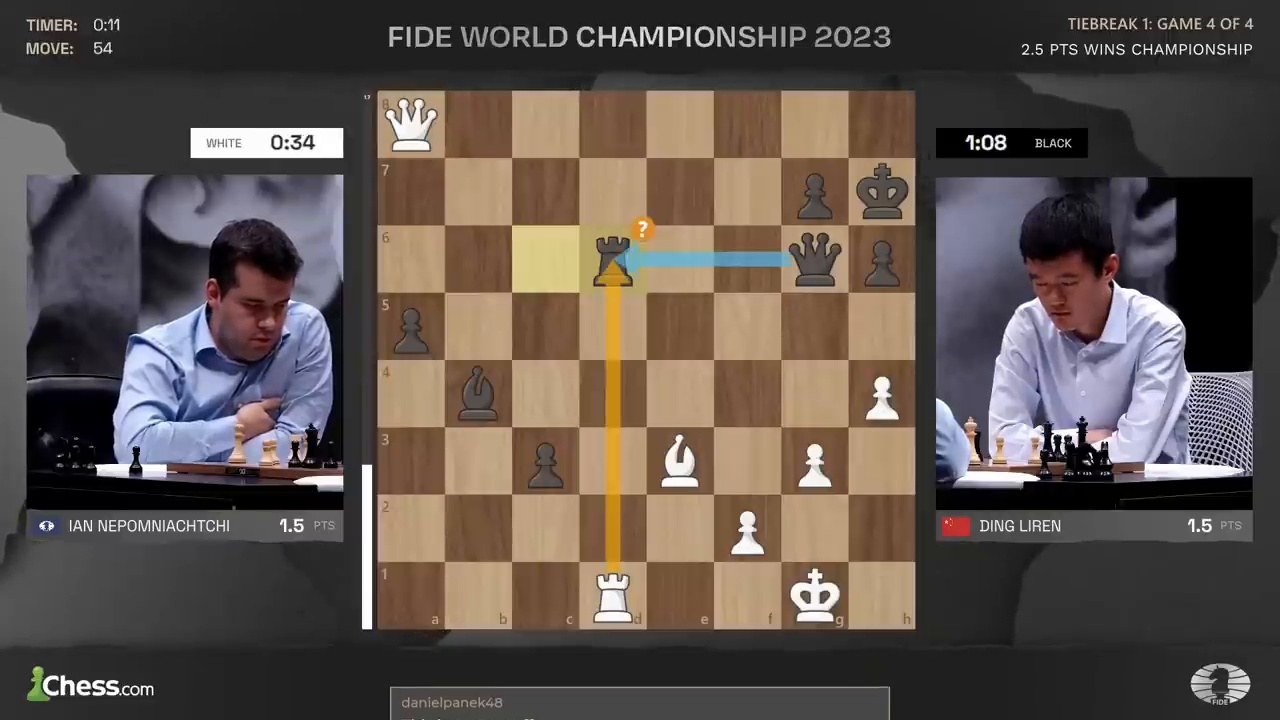 TIMER: 0:11
MOVE: 54
FIDE WORLD CHAMPIONSHIP 2023
TIEBREAK 1: GAME 4 OF 4
2.5 PTS WINS CHAMPIONSHIP
WHITE 0:34
1:08 BLACK
8
7
6
5
4
3
2
1
a b c d e f g h
?
IAN NEPOMNIACHTCHI 1.5 PTS
DING LIREN 1.5 PTS
Chess.com
FIDE
danielpanek48